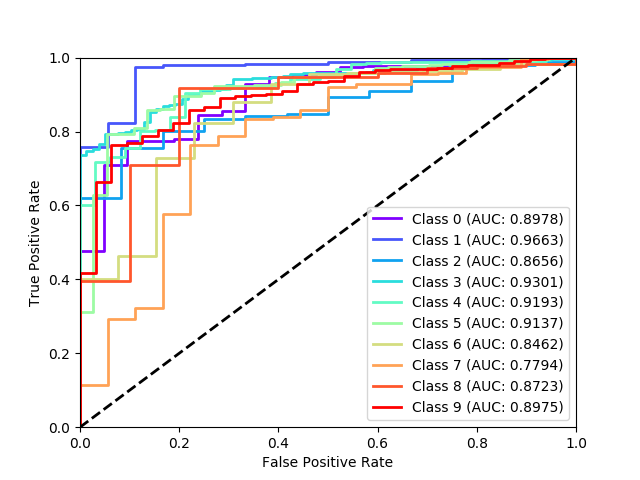 1.0
0.8
0.6
0.4
0.2
0.0
True Positive Rate
Class 0 (AUC: 0.8978)
Class 1 (AUC: 0.9663)
Class 2 (AUC: 0.8656)
Class 3 (AUC: 0.9301)
Class 4 (AUC: 0.9193)
Class 5 (AUC: 0.9137)
Class 6 (AUC: 0.8462)
Class 7 (AUC: 0.7794)
Class 8 (AUC: 0.8723)
Class 9 (AUC: 0.8975)
0.0 0.2 0.4 0.6 0.8 1.0
False Positive Rate